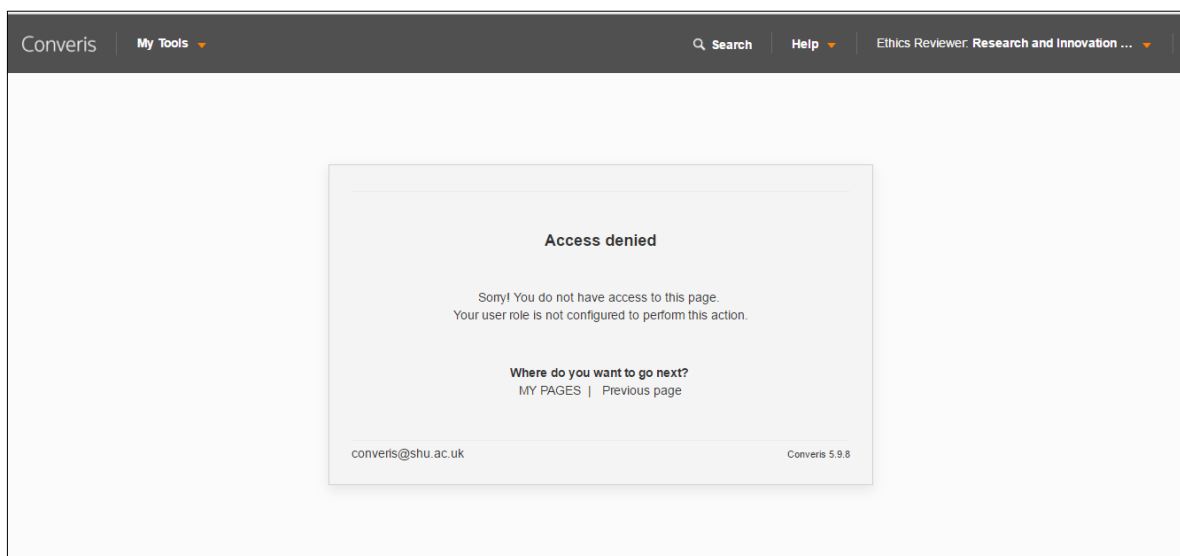 Converis My Tools Search Help Ethics Reviewer: Research and Innovation ...
Access denied
Sorry! You do not have access to this page.
Your user role is not configured to perform this action.
Where do you want to go next?
MY PAGES | Previous page
converis@shu.ac.uk Converis 5.9.8